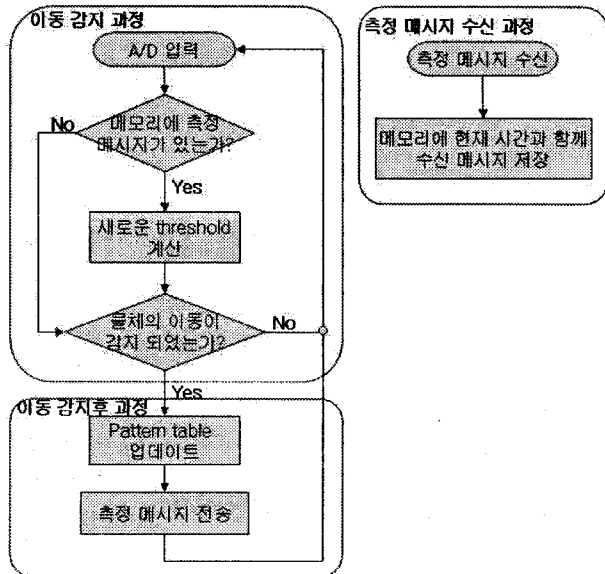 이동 감지 과정
A/D 입력
No
메모리에 측정
메시지가 있는가?
Yes
새로운 threshold
계산
물체의 이동이
감지 되었는가?
No
Yes
이동 감지후 과정
Pattern table
업데이트
측정 메시지 전송
측정 메시지 수신 과정
측정 메시지 수신
메모리에 현재 시간과 함께
수신 메시지 저장